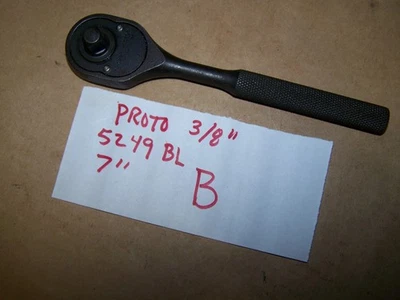 PROTO 3/8"
5249 BL
7"
B